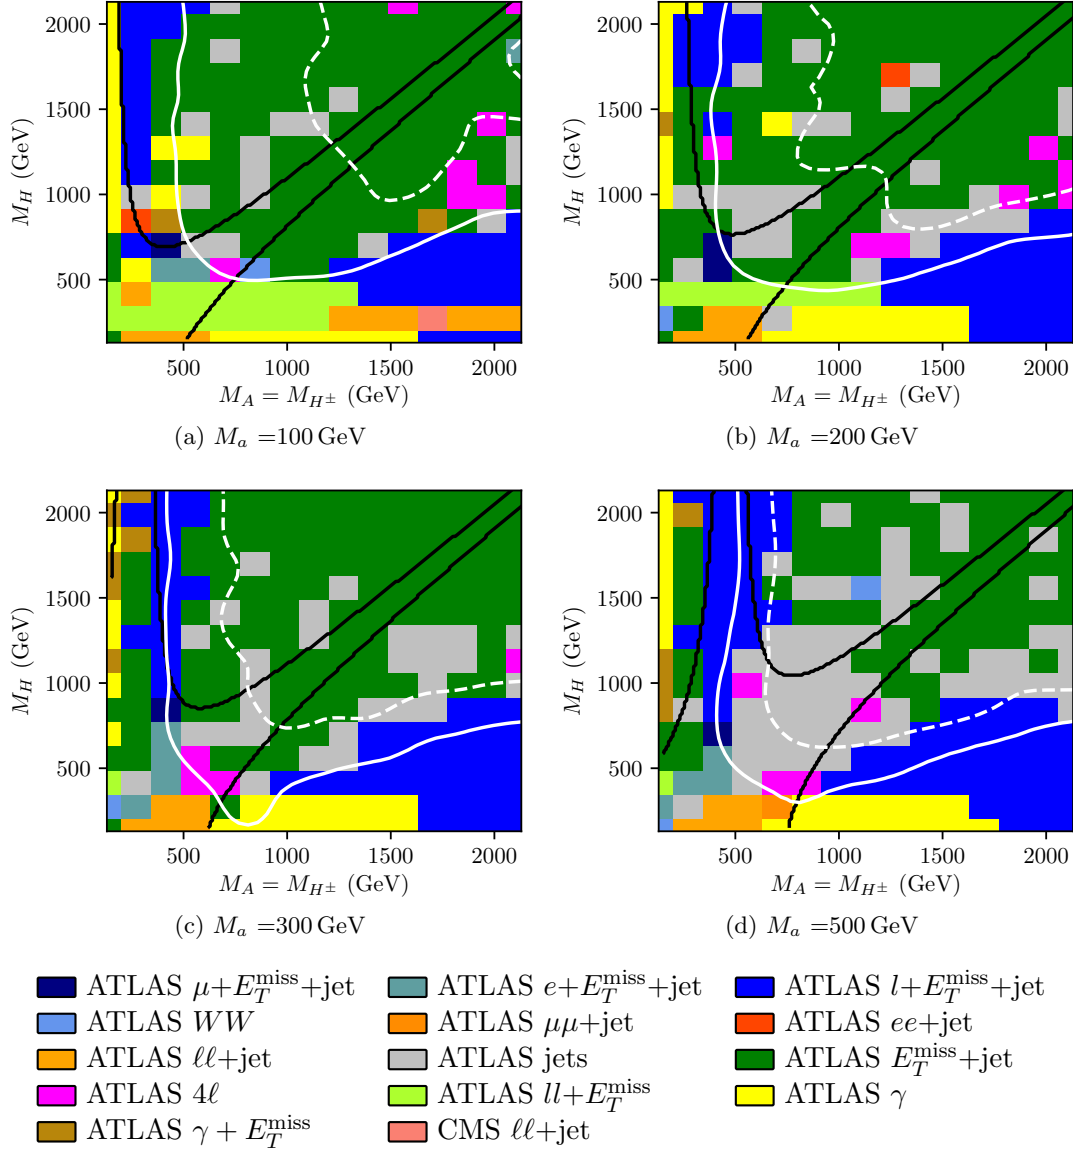 2000
1500
1000
500
M_H (GeV)
500 1000 1500 2000
M_A = M_{H^±} (GeV)
(a) M_a =100 GeV
2000
1500
1000
500
M_H (GeV)
500 1000 1500 2000
M_A = M_{H^±} (GeV)
(b) M_a =200 GeV
2000
1500
1000
500
M_H (GeV)
500 1000 1500 2000
M_A = M_{H^±} (GeV)
(c) M_a =300 GeV
2000
1500
1000
500
M_H (GeV)
500 1000 1500 2000
M_A = M_{H^±} (GeV)
(d) M_a =500 GeV
ATLAS μ+E_T^miss+jet ATLAS e+E_T^miss+jet ATLAS l+E_T^miss+jet
ATLAS WW ATLAS μμ+jet ATLAS ee+jet
ATLAS ℓℓ+jet ATLAS jets ATLAS E_T^miss+jet
ATLAS 4ℓ ATLAS ll+E_T^miss ATLAS γ
ATLAS γ + E_T^miss CMS ℓℓ+jet